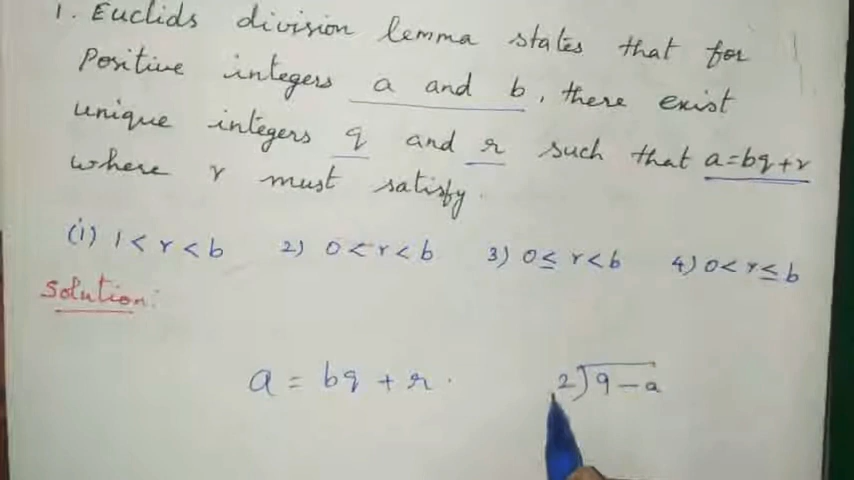 1. Euclids division lemma states that for
Positive integers a and b, there exist
unique integers q and r such that a=bq+r
where r must satisfy.
(i) 1 < r < b 2) 0 < r < b 3) 0 ≤ r < b 4) 0 < r ≤ b
Solution:
a = bq + r. 2)9 - a